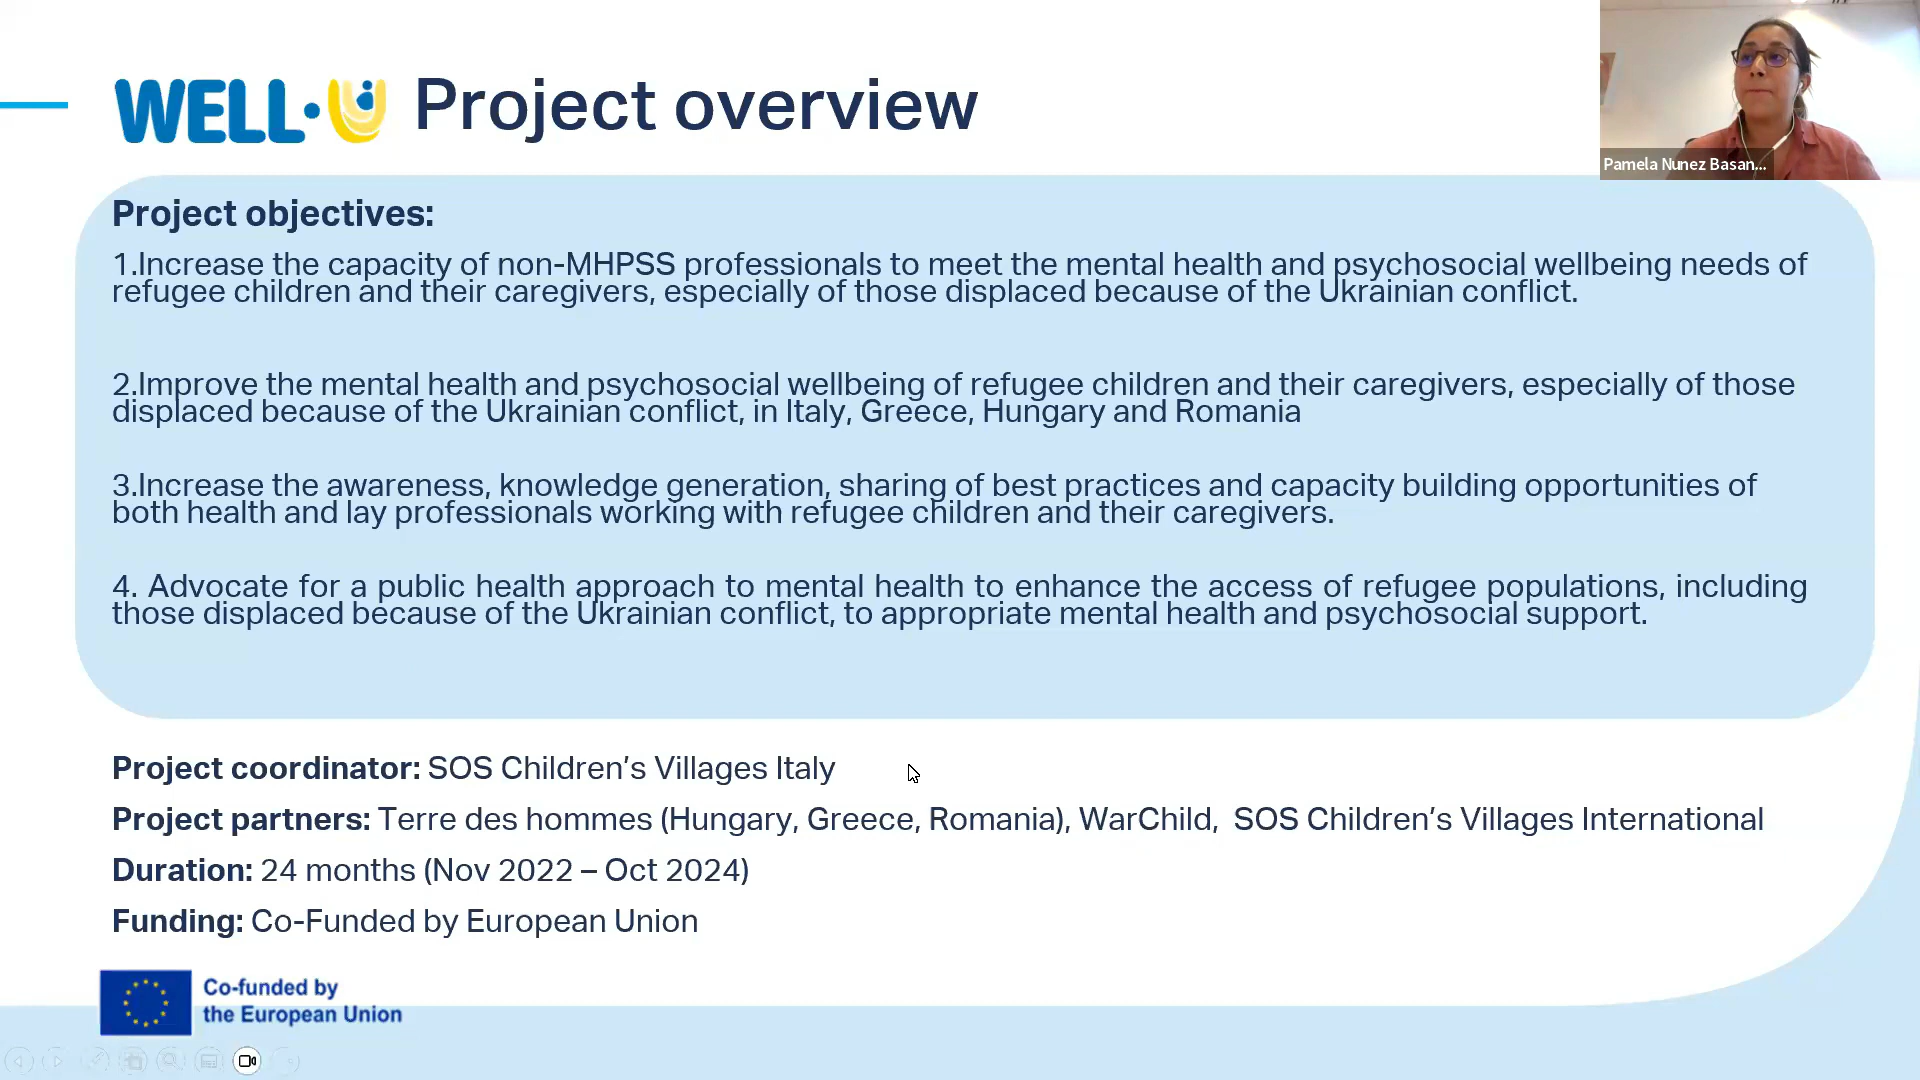 WELL·U Project overview
Pamela Nunez Basan...
Project objectives:
1.Increase the capacity of non-MHPSS professionals to meet the mental health and psychosocial wellbeing needs of
refugee children and their caregivers, especially of those displaced because of the Ukrainian conflict.
2.Improve the mental health and psychosocial wellbeing of refugee children and their caregivers, especially of those
displaced because of the Ukrainian conflict, in Italy, Greece, Hungary and Romania
3.Increase the awareness, knowledge generation, sharing of best practices and capacity building opportunities of
both health and lay professionals working with refugee children and their caregivers.
4. Advocate for a public health approach to mental health to enhance the access of refugee populations, including
those displaced because of the Ukrainian conflict, to appropriate mental health and psychosocial support.
Project coordinator: SOS Children’s Villages Italy
Project partners: Terre des hommes (Hungary, Greece, Romania), WarChild, SOS Children’s Villages International
Duration: 24 months (Nov 2022 – Oct 2024)
Funding: Co-Funded by European Union
Co-funded by
the European Union